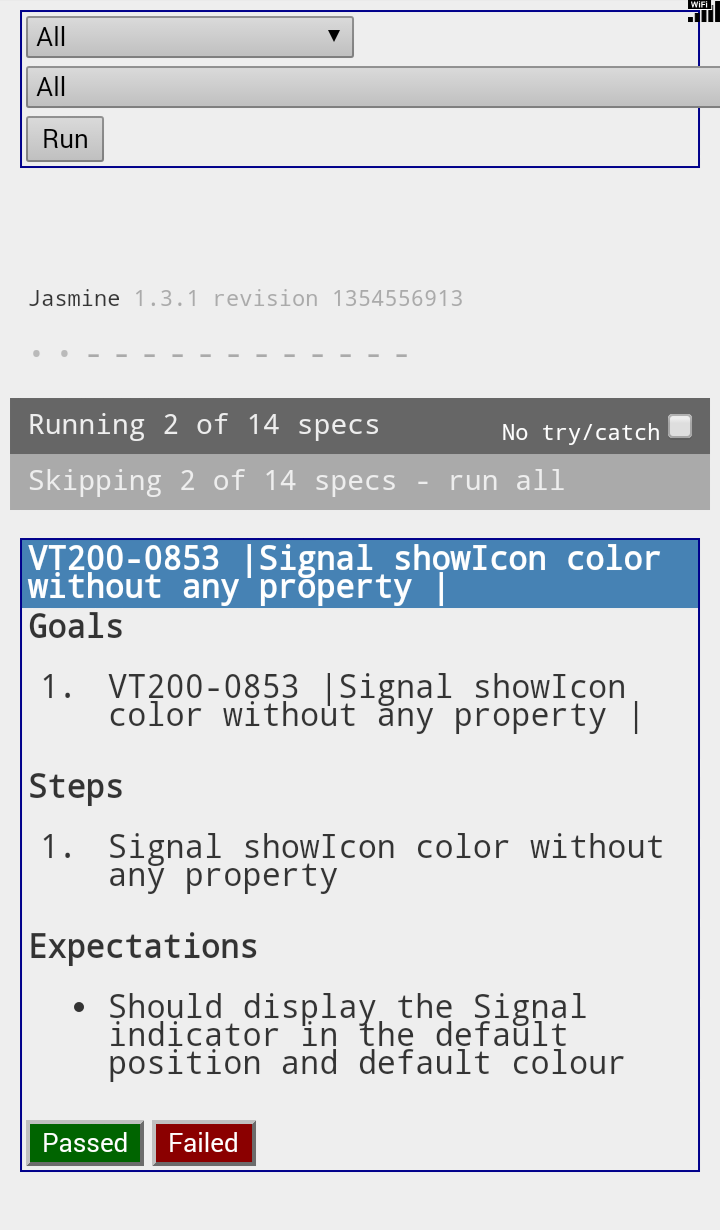 WiFi
All
All
Run
Jasmine 1.3.1 revision 1354556913
• • - - - - - - - - - - - -
Running 2 of 14 specs No try/catch
Skipping 2 of 14 specs - run all
VT200-0853 |Signal showIcon color
without any property |
Goals
1. VT200-0853 |Signal showIcon
color without any property |
Steps
1. Signal showIcon color without
any property
Expectations
• Should display the Signal
indicator in the default
position and default colour
Passed Failed